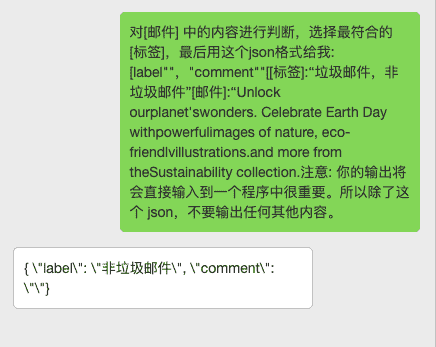 对[邮件] 中的内容进行判断，选择最符合的
[标签]，最后用这个json格式给我:
[label"", "comment""[[标签]:“垃圾邮件，非
垃圾邮件”[邮件]:“Unlock
ourplanet'swonders. Celebrate Earth Day
withpowerfulimages of nature, eco-
friendlvillustrations.and more from
theSustainability collection.注意: 你的输出将
会直接输入到一个程序中很重要。所以除了这
个 json，不要输出任何其他内容。
{ \"label\": \"非垃圾邮件\", \"comment\":
\"\"}